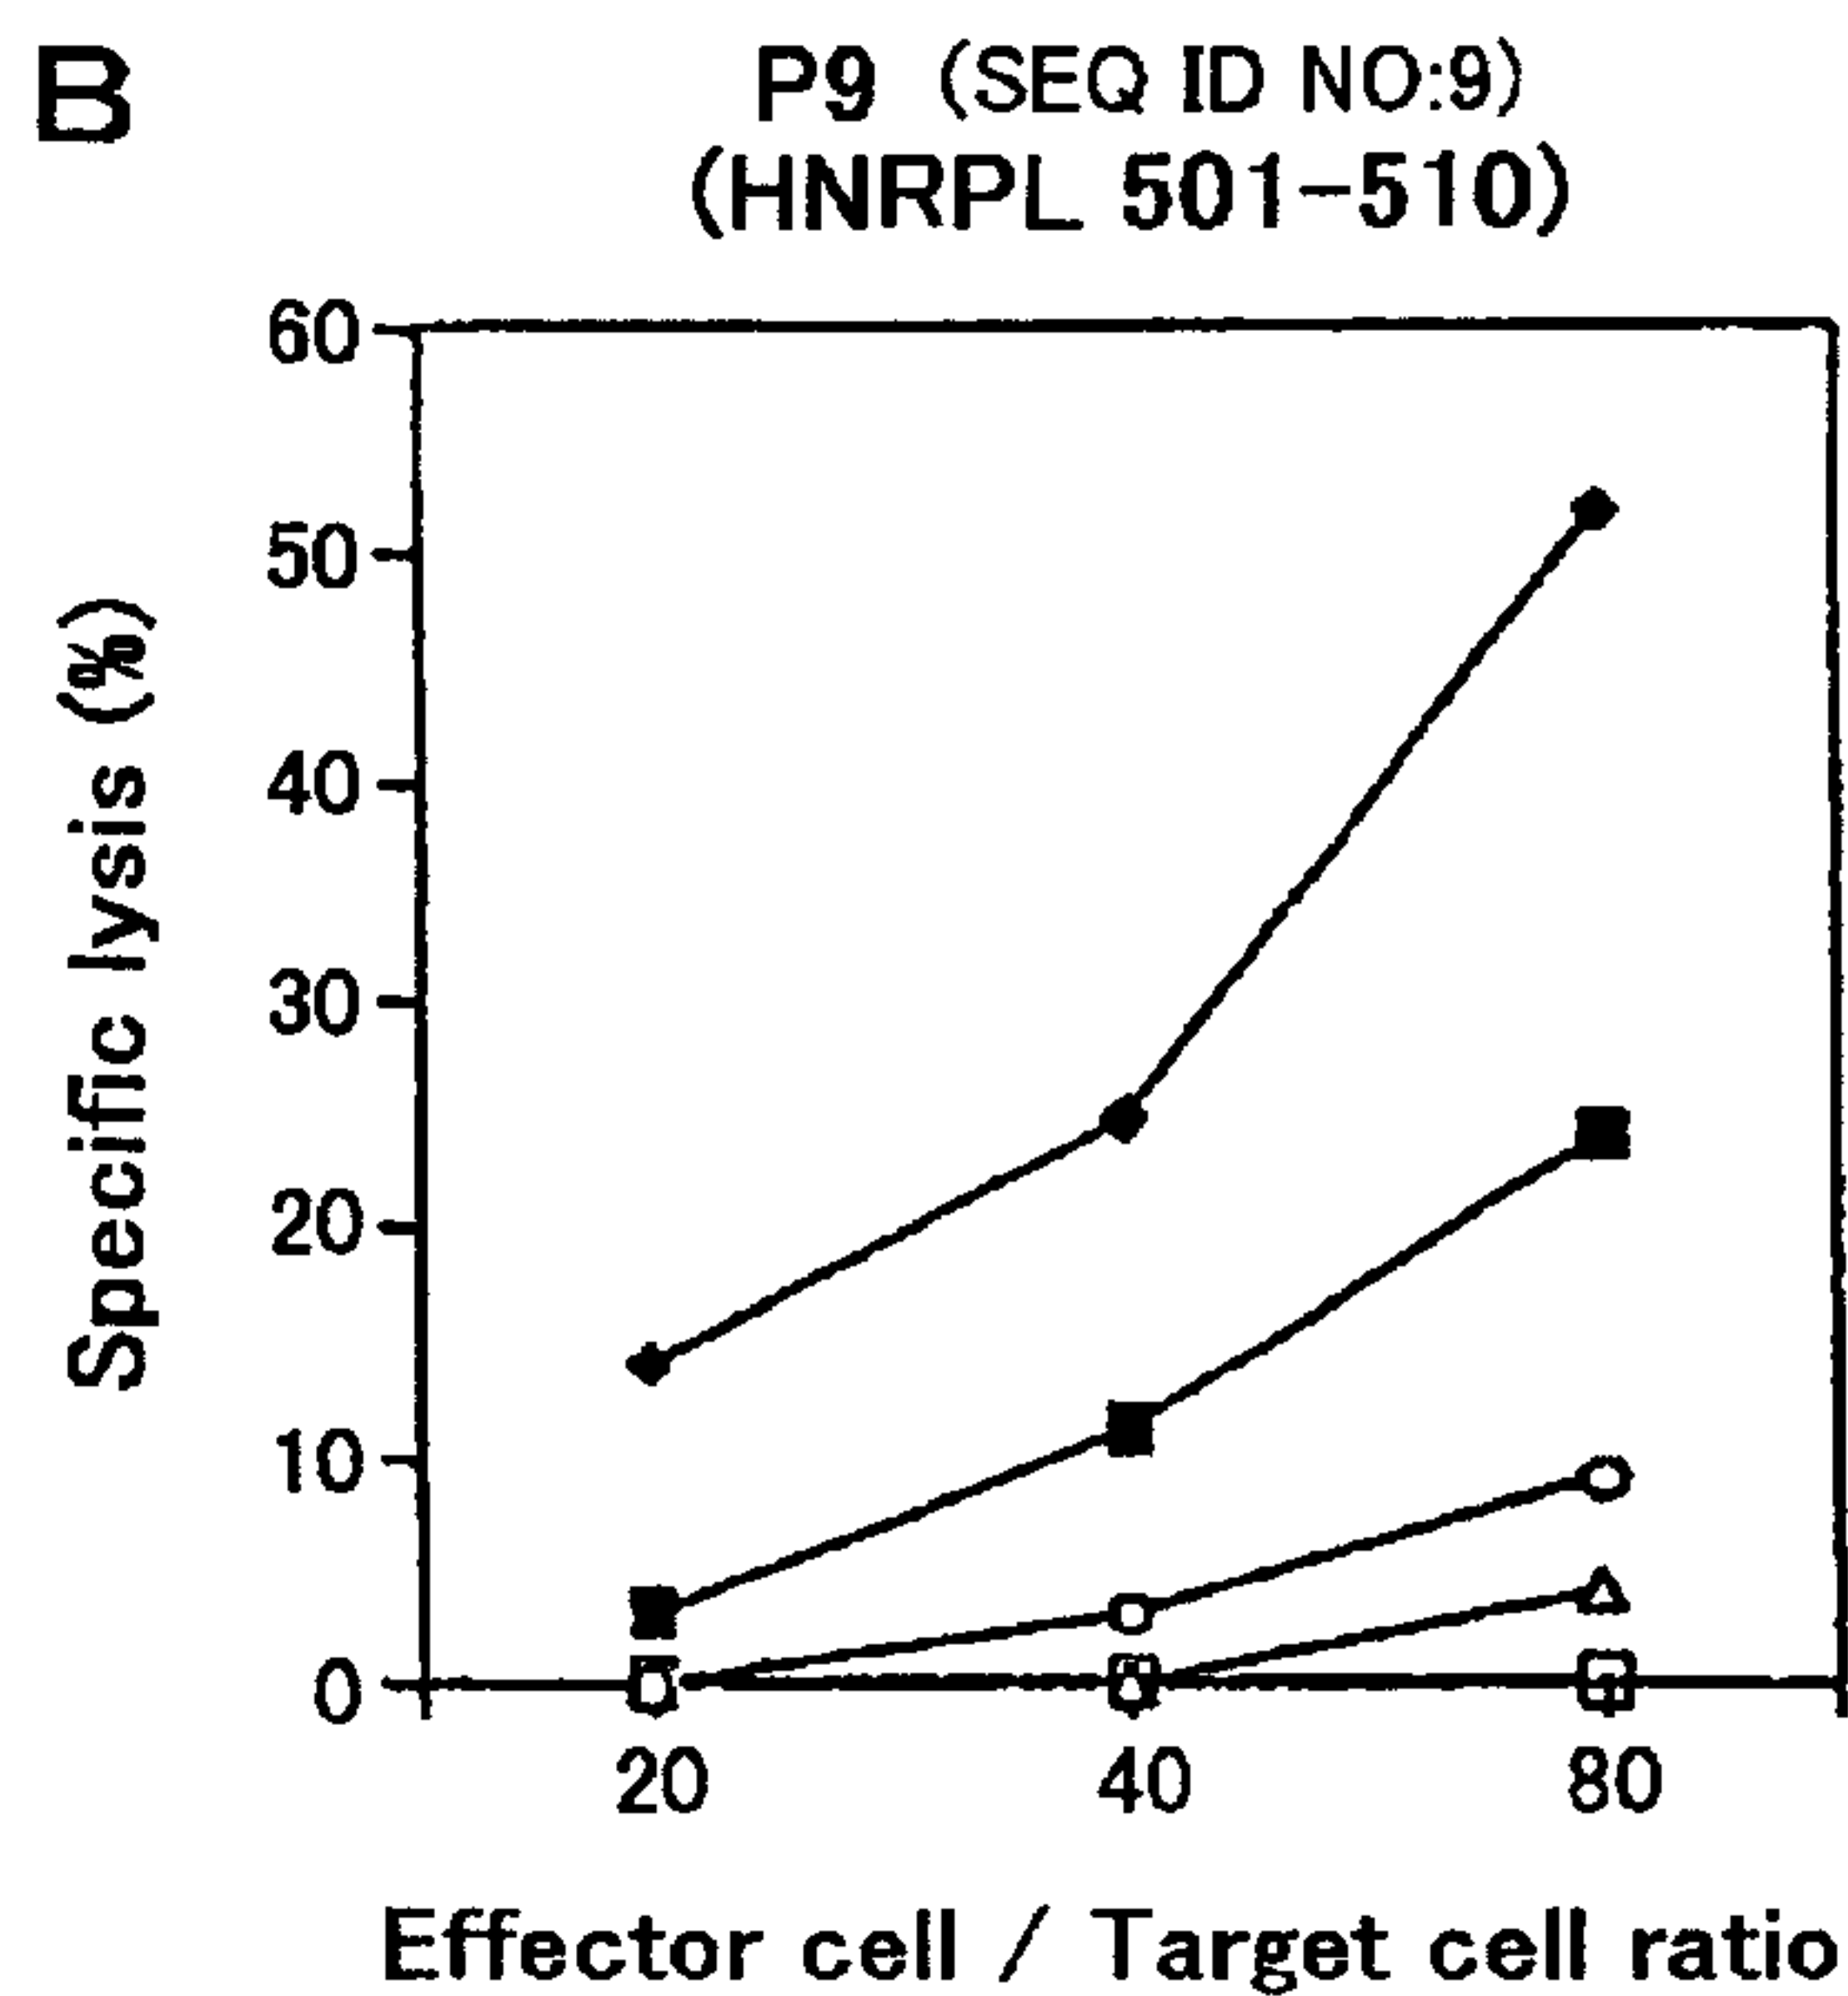 B
P9 (SEQ ID NO:9)
(HNRPL 501-510)
Specific lysis (%)
60
50
40
30
20
10
0
20 40 80
Effector cell / Target cell ratio